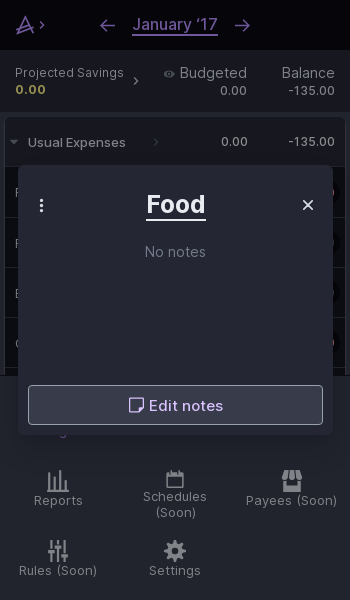 January ‘17
Projected Savings
Budgeted
Balance
0.00
0.00
-135.00
Usual Expenses
0.00
-135.00
Food
No notes
Edit notes
Reports
Schedules
(Soon)
Payees (Soon)
Rules (Soon)
Settings